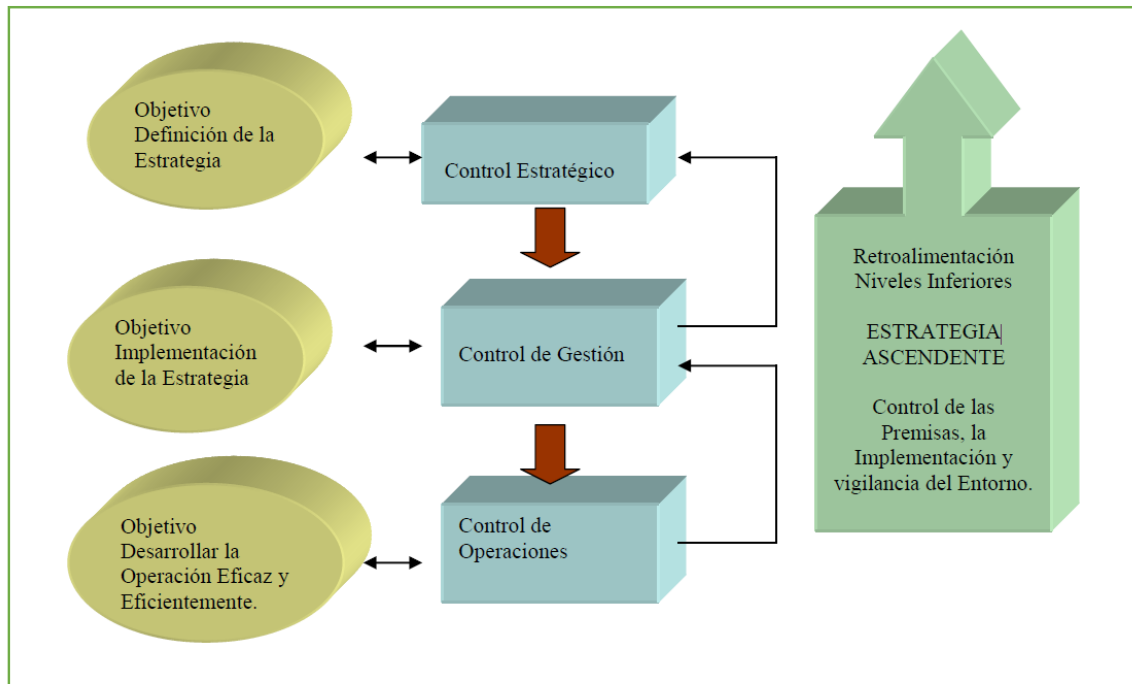 Objetivo
Definición de la
Estrategia
Control Estratégico
Objetivo
Implementación
de la Estrategia
Control de Gestión
Objetivo
Desarrollar la
Operación Eficaz y
Eficientemente.
Control de
Operaciones
Retroalimentación
Niveles Inferiores
ESTRATEGIA
ASCENDENTE
Control de las
Premisas, la
Implementación y
vigilancia del Entorno.